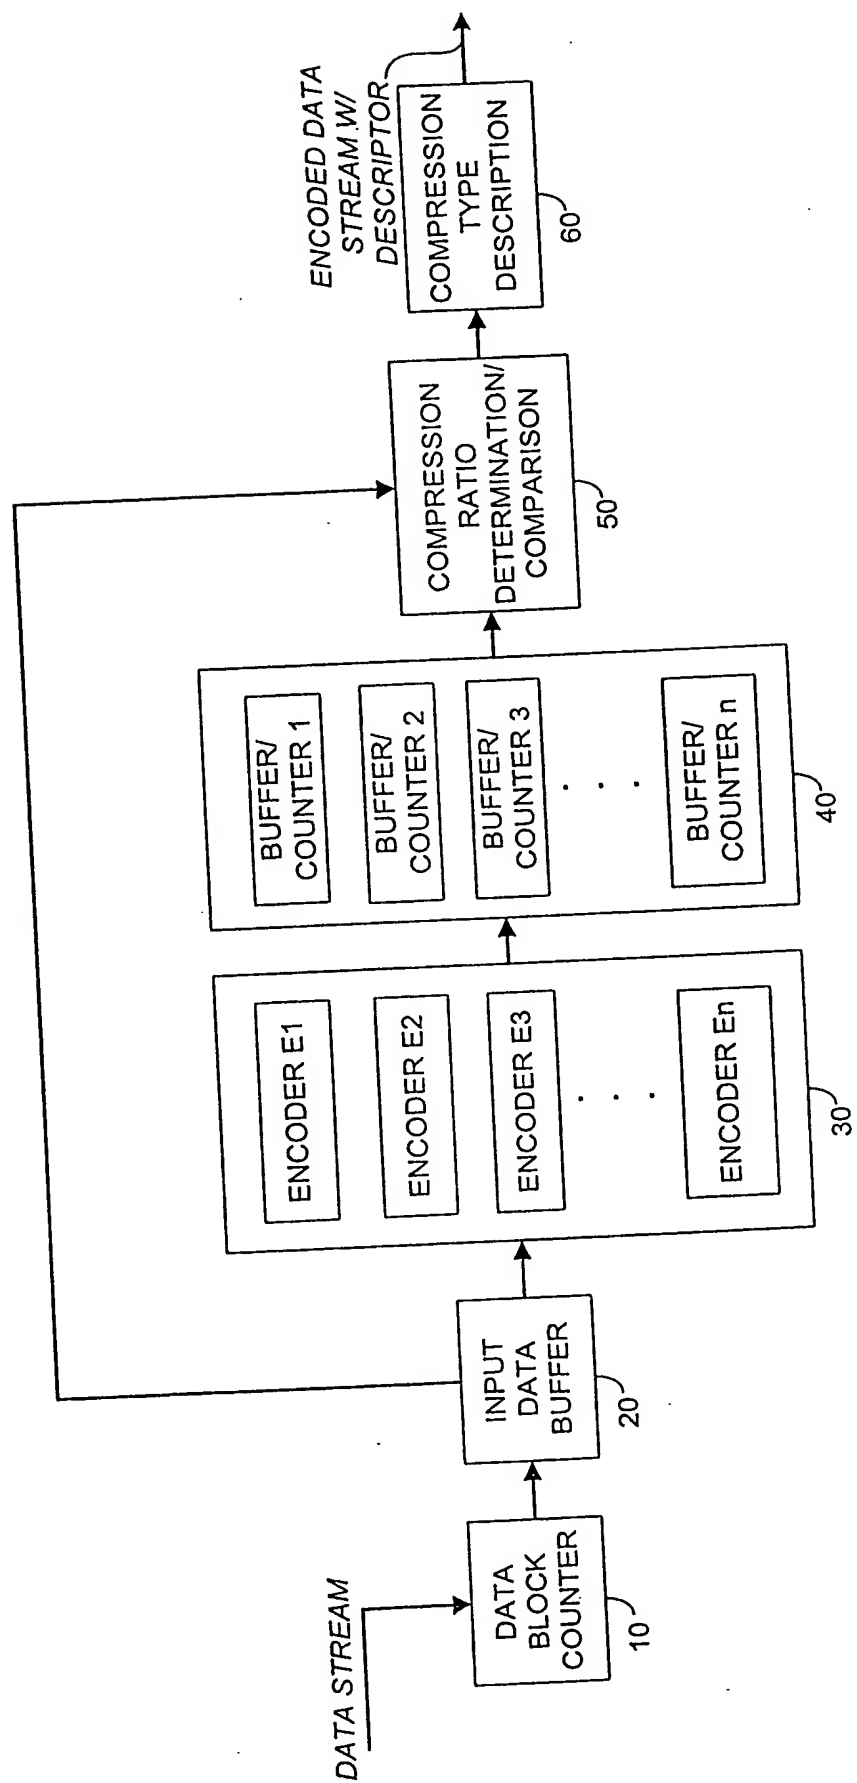 DATA STREAM
DATA
BLOCK
COUNTER
10
INPUT
DATA
BUFFER
20
ENCODER E1
ENCODER E2
ENCODER E3
. . .
ENCODER En
30
BUFFER/
COUNTER 1
BUFFER/
COUNTER 2
BUFFER/
COUNTER 3
. . .
BUFFER/
COUNTER n
40
COMPRESSION
RATIO
DETERMINATION/
COMPARISON
50
COMPRESSION
TYPE
DESCRIPTION
60
ENCODED DATA
STREAM W/
DESCRIPTOR